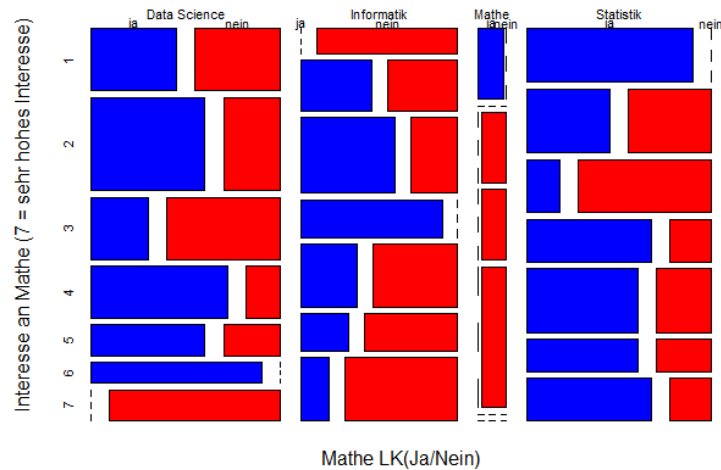 Data Science Informatik Mathe Statistik
ja nein ja nein ja nein ja nein
Interesse an Mathe (7 = sehr hohes Interesse)
1
2
3
4
5
6
7
Mathe LK(Ja/Nein)